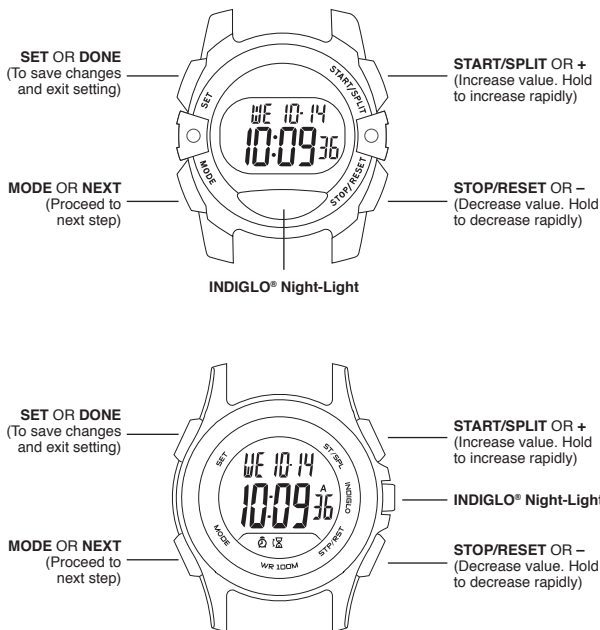 SET OR DONE
(To save changes
and exit setting)
START/SPLIT OR +
(Increase value. Hold
to increase rapidly)
SET
START/SPLIT
WE 10-14
10:09 36
MODE
STOP/RESET
MODE OR NEXT
(Proceed to
next step)
STOP/RESET OR –
(Decrease value. Hold
to decrease rapidly)
INDIGLO® Night-Light
SET OR DONE
(To save changes
and exit setting)
START/SPLIT OR +
(Increase value. Hold
to increase rapidly)
SET
ST/SPL
WE 10-14
A
10:09 36
INDIGLO
INDIGLO® Night-Light
MODE
STP/RST
WR 100M
MODE OR NEXT
(Proceed to
next step)
STOP/RESET OR –
(Decrease value. Hold
to decrease rapidly)